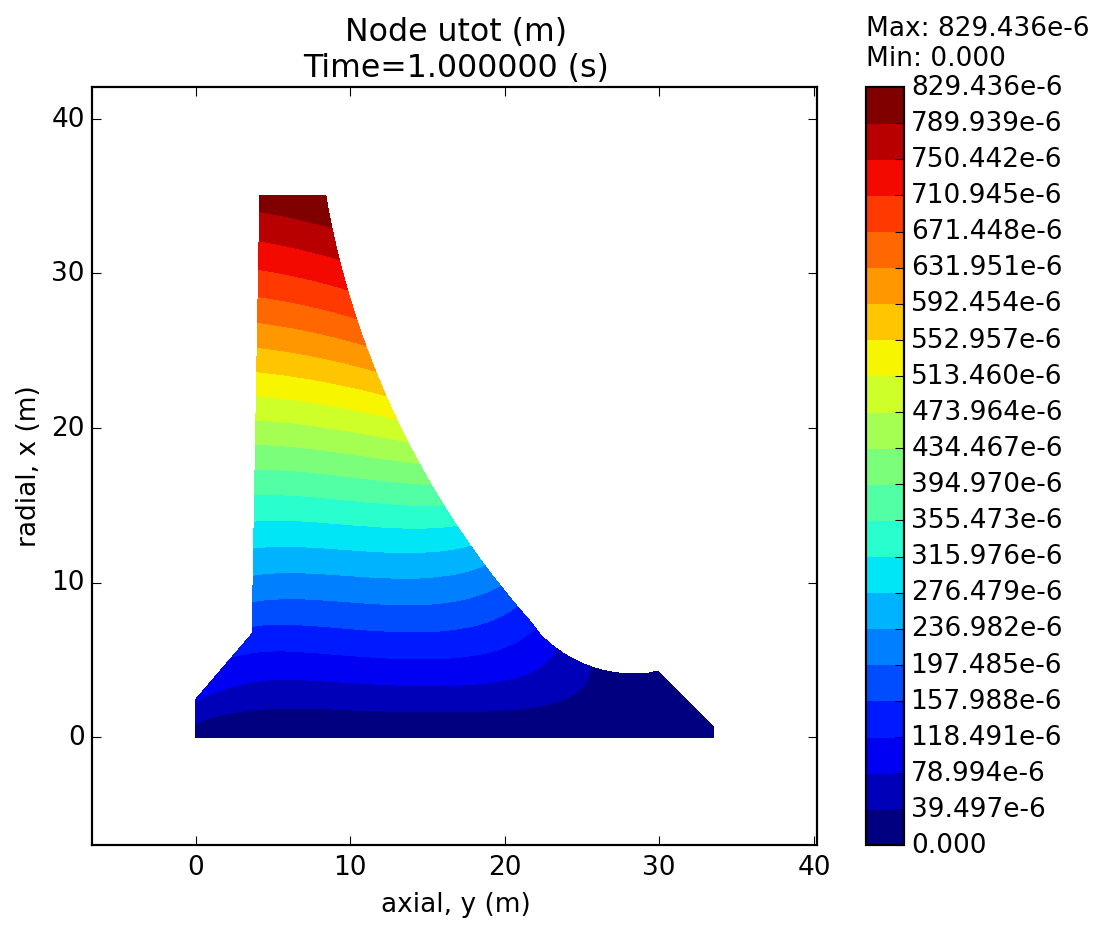 Node utot (m)
Time=1.000000 (s)
Max: 829.436e-6
Min: 0.000
829.436e-6
789.939e-6
750.442e-6
710.945e-6
671.448e-6
631.951e-6
592.454e-6
552.957e-6
513.460e-6
473.964e-6
434.467e-6
394.970e-6
355.473e-6
315.976e-6
276.479e-6
236.982e-6
197.485e-6
157.988e-6
118.491e-6
78.994e-6
39.497e-6
0.000
radial, x (m)
40
30
20
10
0
0 10 20 30 40
axial, y (m)